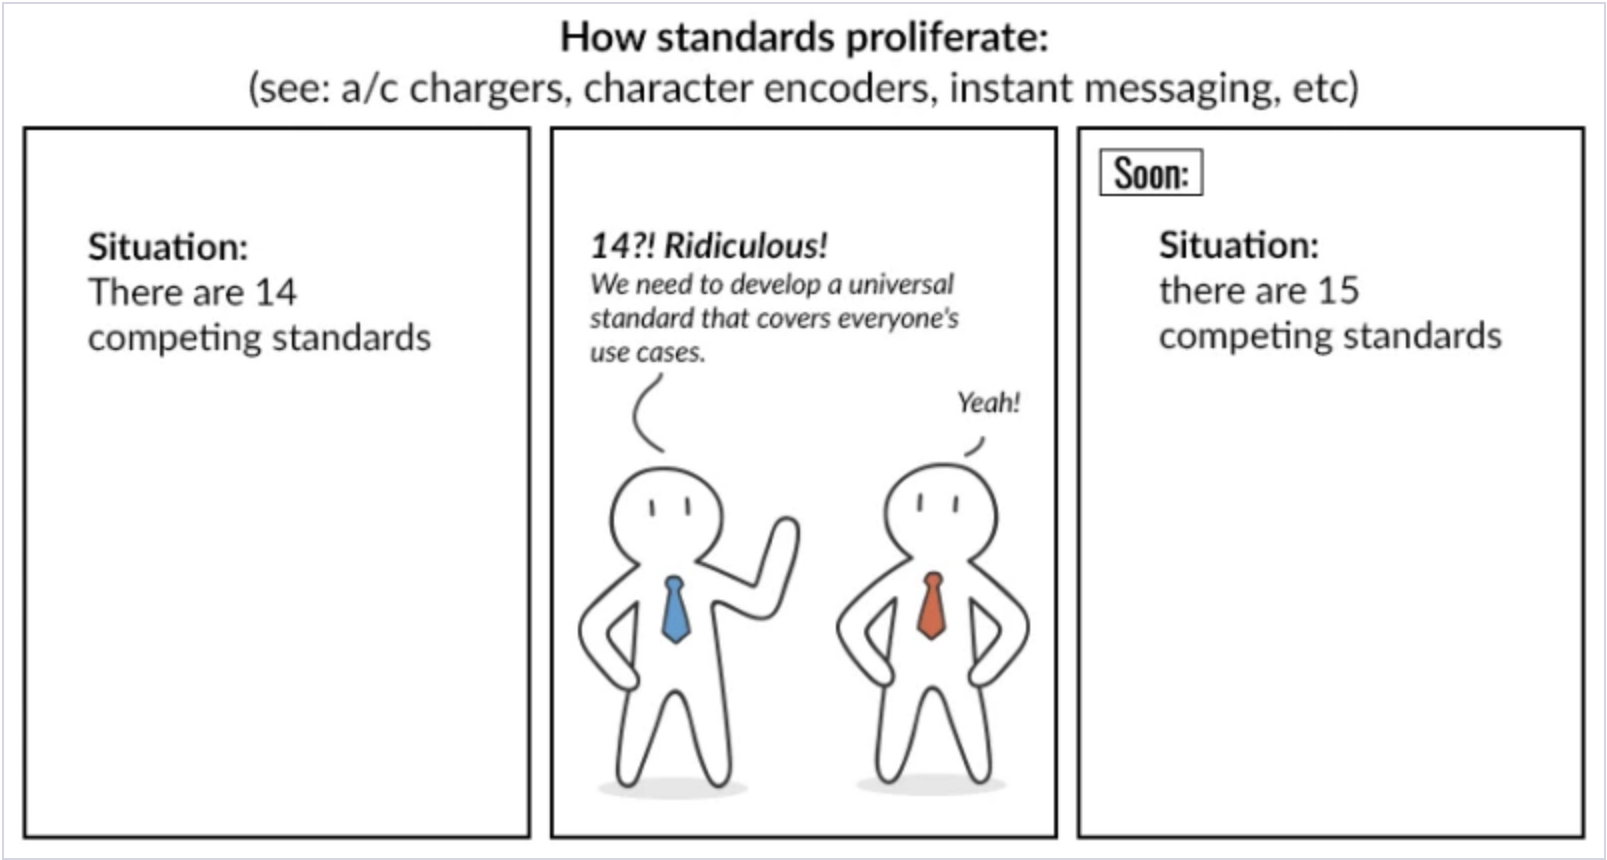 How standards proliferate:
(see: a/c chargers, character encoders, instant messaging, etc)
Situation:
There are 14
competing standards
14?! Ridiculous!
We need to develop a universal
standard that covers everyone's
use cases.
Yeah!
Soon:
Situation:
there are 15
competing standards